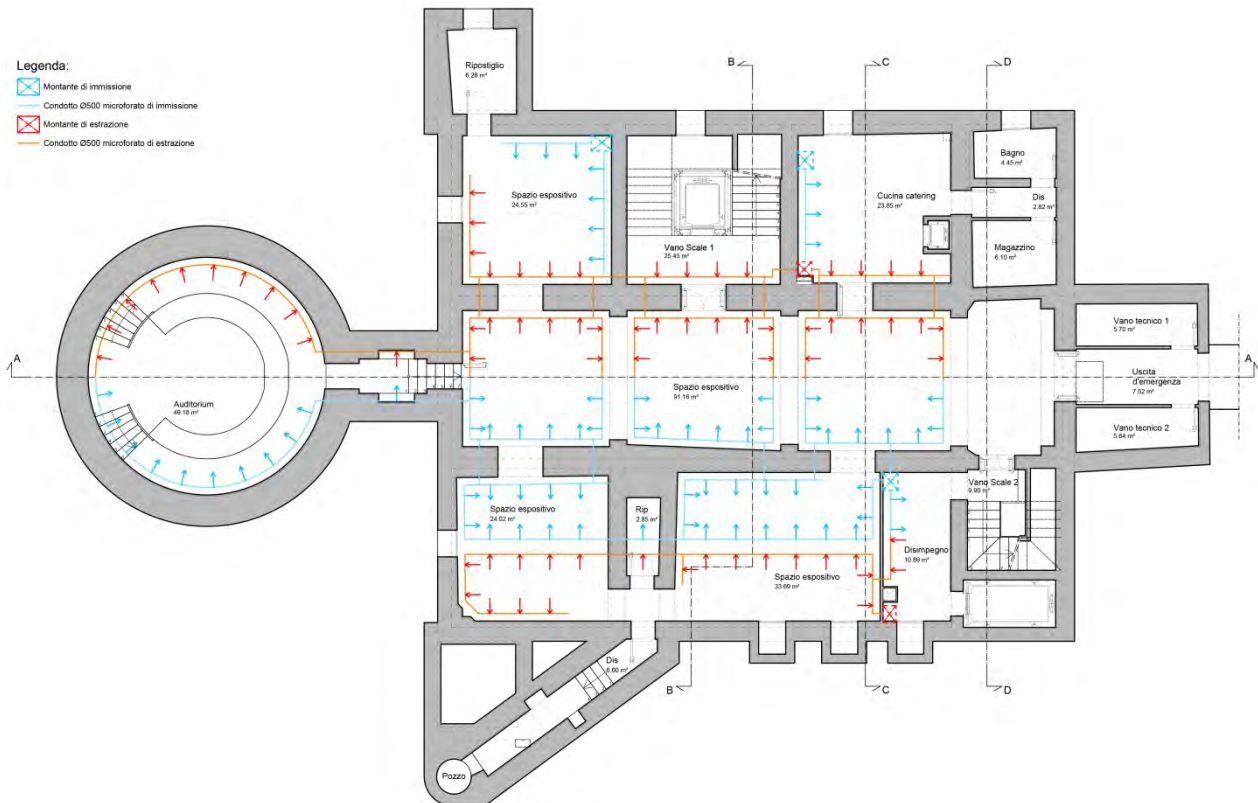 Legenda:
Montante di immissione
Condotto Ø500 microforato di immissione
Montante di estrazione
Condotto Ø500 microforato di estrazione
Ripostiglio
6.28 m²
B
C
D
Spazio espositivo
24.55 m²
Vano Scale 1
25.45 m²
Cucina catering
23.85 m²
Bagno
4.45 m²
Dis
2.82 m²
Magazzino
6.10 m²
Vano tecnico 1
5.70 m²
A
A
Uscita
d'emergenza
7.52 m²
Auditorium
49.18 m²
Spazio espositivo
91.18 m²
Vano tecnico 2
5.64 m²
Vano Scale 2
9.90 m²
Spazio espositivo
24.02 m²
Rip
2.85 m²
Disimpegno
10.89 m²
Spazio espositivo
33.69 m²
Dis
6.60 m²
B
C
D
Pozzo